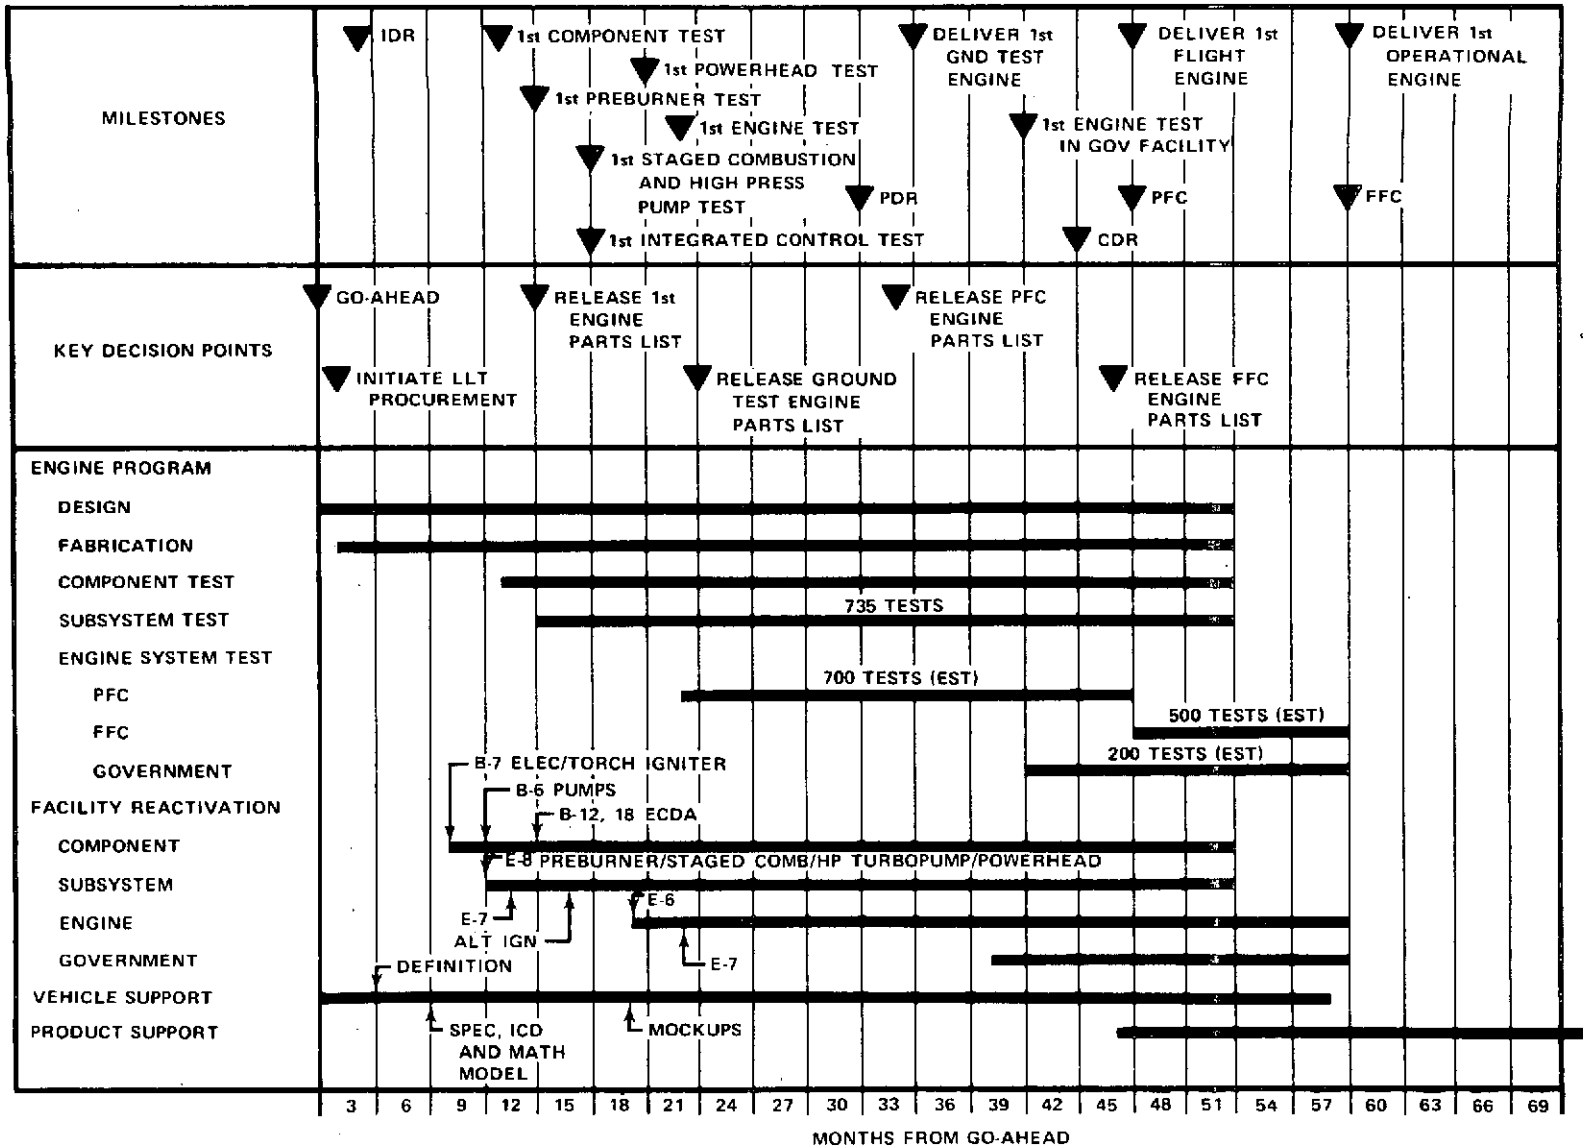 IDR
1st COMPONENT TEST
DELIVER 1st
GND TEST
ENGINE
DELIVER 1st
FLIGHT
ENGINE
DELIVER 1st
OPERATIONAL
ENGINE
1st POWERHEAD TEST
1st PREBURNER TEST
MILESTONES
1st ENGINE TEST
1st ENGINE TEST
IN GOV FACILITY
1st STAGED COMBUSTION
AND HIGH PRESS
PUMP TEST
PDR
PFC
FFC
1st INTEGRATED CONTROL TEST
CDR
KEY DECISION POINTS
GO-AHEAD
RELEASE 1st
ENGINE
PARTS LIST
RELEASE PFC
ENGINE
PARTS LIST
INITIATE LLT
PROCUREMENT
RELEASE GROUND
TEST ENGINE
PARTS LIST
RELEASE FFC
ENGINE
PARTS LIST
ENGINE PROGRAM
DESIGN
FABRICATION
COMPONENT TEST
SUBSYSTEM TEST
735 TESTS
ENGINE SYSTEM TEST
PFC
700 TESTS (EST)
FFC
500 TESTS (EST)
GOVERNMENT
200 TESTS (EST)
B-7 ELEC/TORCH IGNITER
B-6 PUMPS
FACILITY REACTIVATION
B-12, 18 ECDA
COMPONENT
E-8 PREBURNER/STAGED COMB/HP TURBOPUMP/POWERHEAD
SUBSYSTEM
E-6
E-7
ENGINE
ALT IGN
GOVERNMENT
DEFINITION
E-7
VEHICLE SUPPORT
PRODUCT SUPPORT
SPEC, ICD
AND MATH
MODEL
MOCKUPS
3 6 9 12 15 18 21 24 27 30 33 36 39 42 45 48 51 54 57 60 63 66 69
MONTHS FROM GO-AHEAD